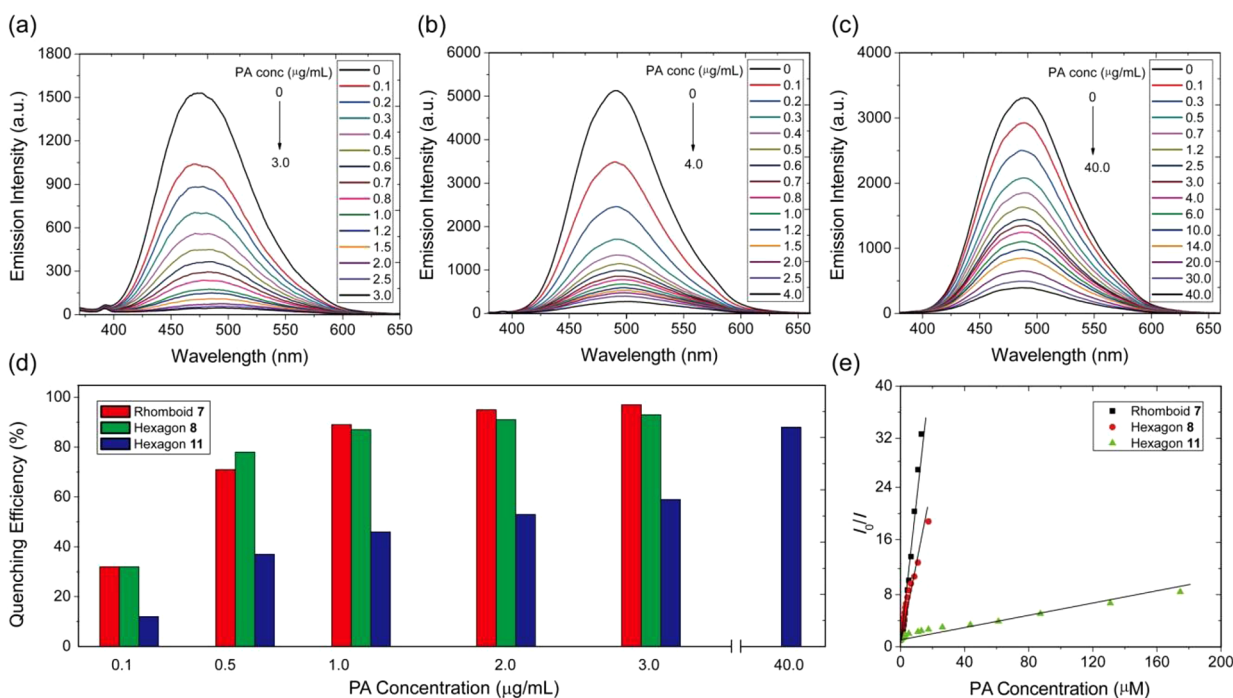 (a)
1800
1500
1200
900
600
300
0
400 450 500 550 600 650
Emission Intensity (a.u.)
Wavelength (nm)
PA conc (μg/mL)
0
3.0
0
0.1
0.2
0.3
0.4
0.5
0.6
0.7
0.8
1.0
1.2
1.5
2.0
2.5
3.0
(b)
6000
5000
4000
3000
2000
1000
0
400 450 500 550 600 650
Emission Intensity (a.u.)
Wavelength (nm)
PA conc (μg/mL)
0
4.0
0
0.1
0.2
0.3
0.4
0.5
0.6
0.7
0.8
1.0
1.2
1.5
2.0
2.5
4.0
(c)
4000
3000
2000
1000
0
400 450 500 550 600 650
Emission Intensity (a.u.)
Wavelength (nm)
PA conc (μg/mL)
0
40.0
0
0.1
0.3
0.5
0.7
1.2
2.5
3.0
4.0
6.0
10.0
14.0
20.0
30.0
40.0
(d)
100
80
60
40
20
0
Quenching Efficiency (%)
Rhomboid 7
Hexagon 8
Hexagon 11
0.1 0.5 1.0 2.0 3.0 40.0
PA Concentration (μg/mL)
(e)
40
32
24
16
8
0
I0/I
Rhomboid 7
Hexagon 8
Hexagon 11
0 40 80 120 160 200
PA Concentration (μM)